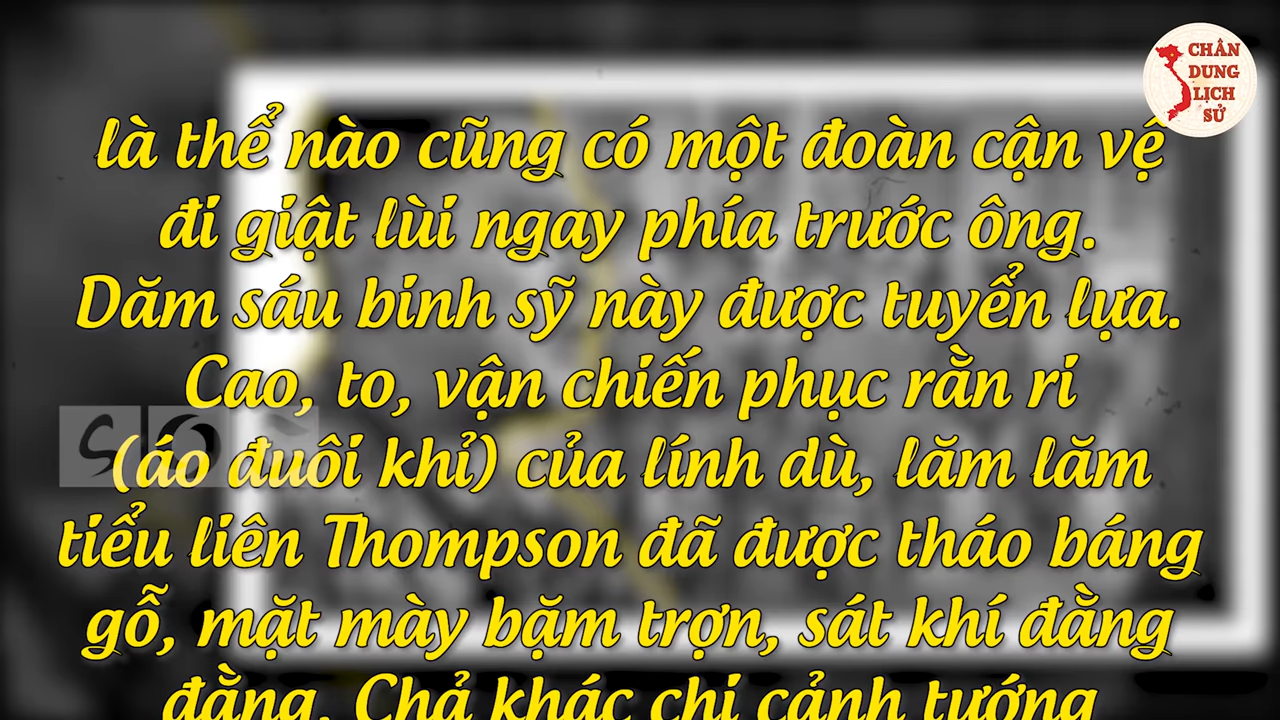 CHÂN
DUNG
LỊCH
SỬ
là thể nào cũng có một đoàn cận vệ
đi giật lùi ngay phía trước ông.
Dăm sáu binh sỹ này được tuyển lựa.
Cao, to, vận chiến phục rằn ri
(áo đuôi khỉ) của lính dù, lăm lăm
tiểu liên Thompson đã được tháo báng
gỗ, mặt mày bặm trợn, sát khí đằng
đằng. Chả khác chi cảnh tướng